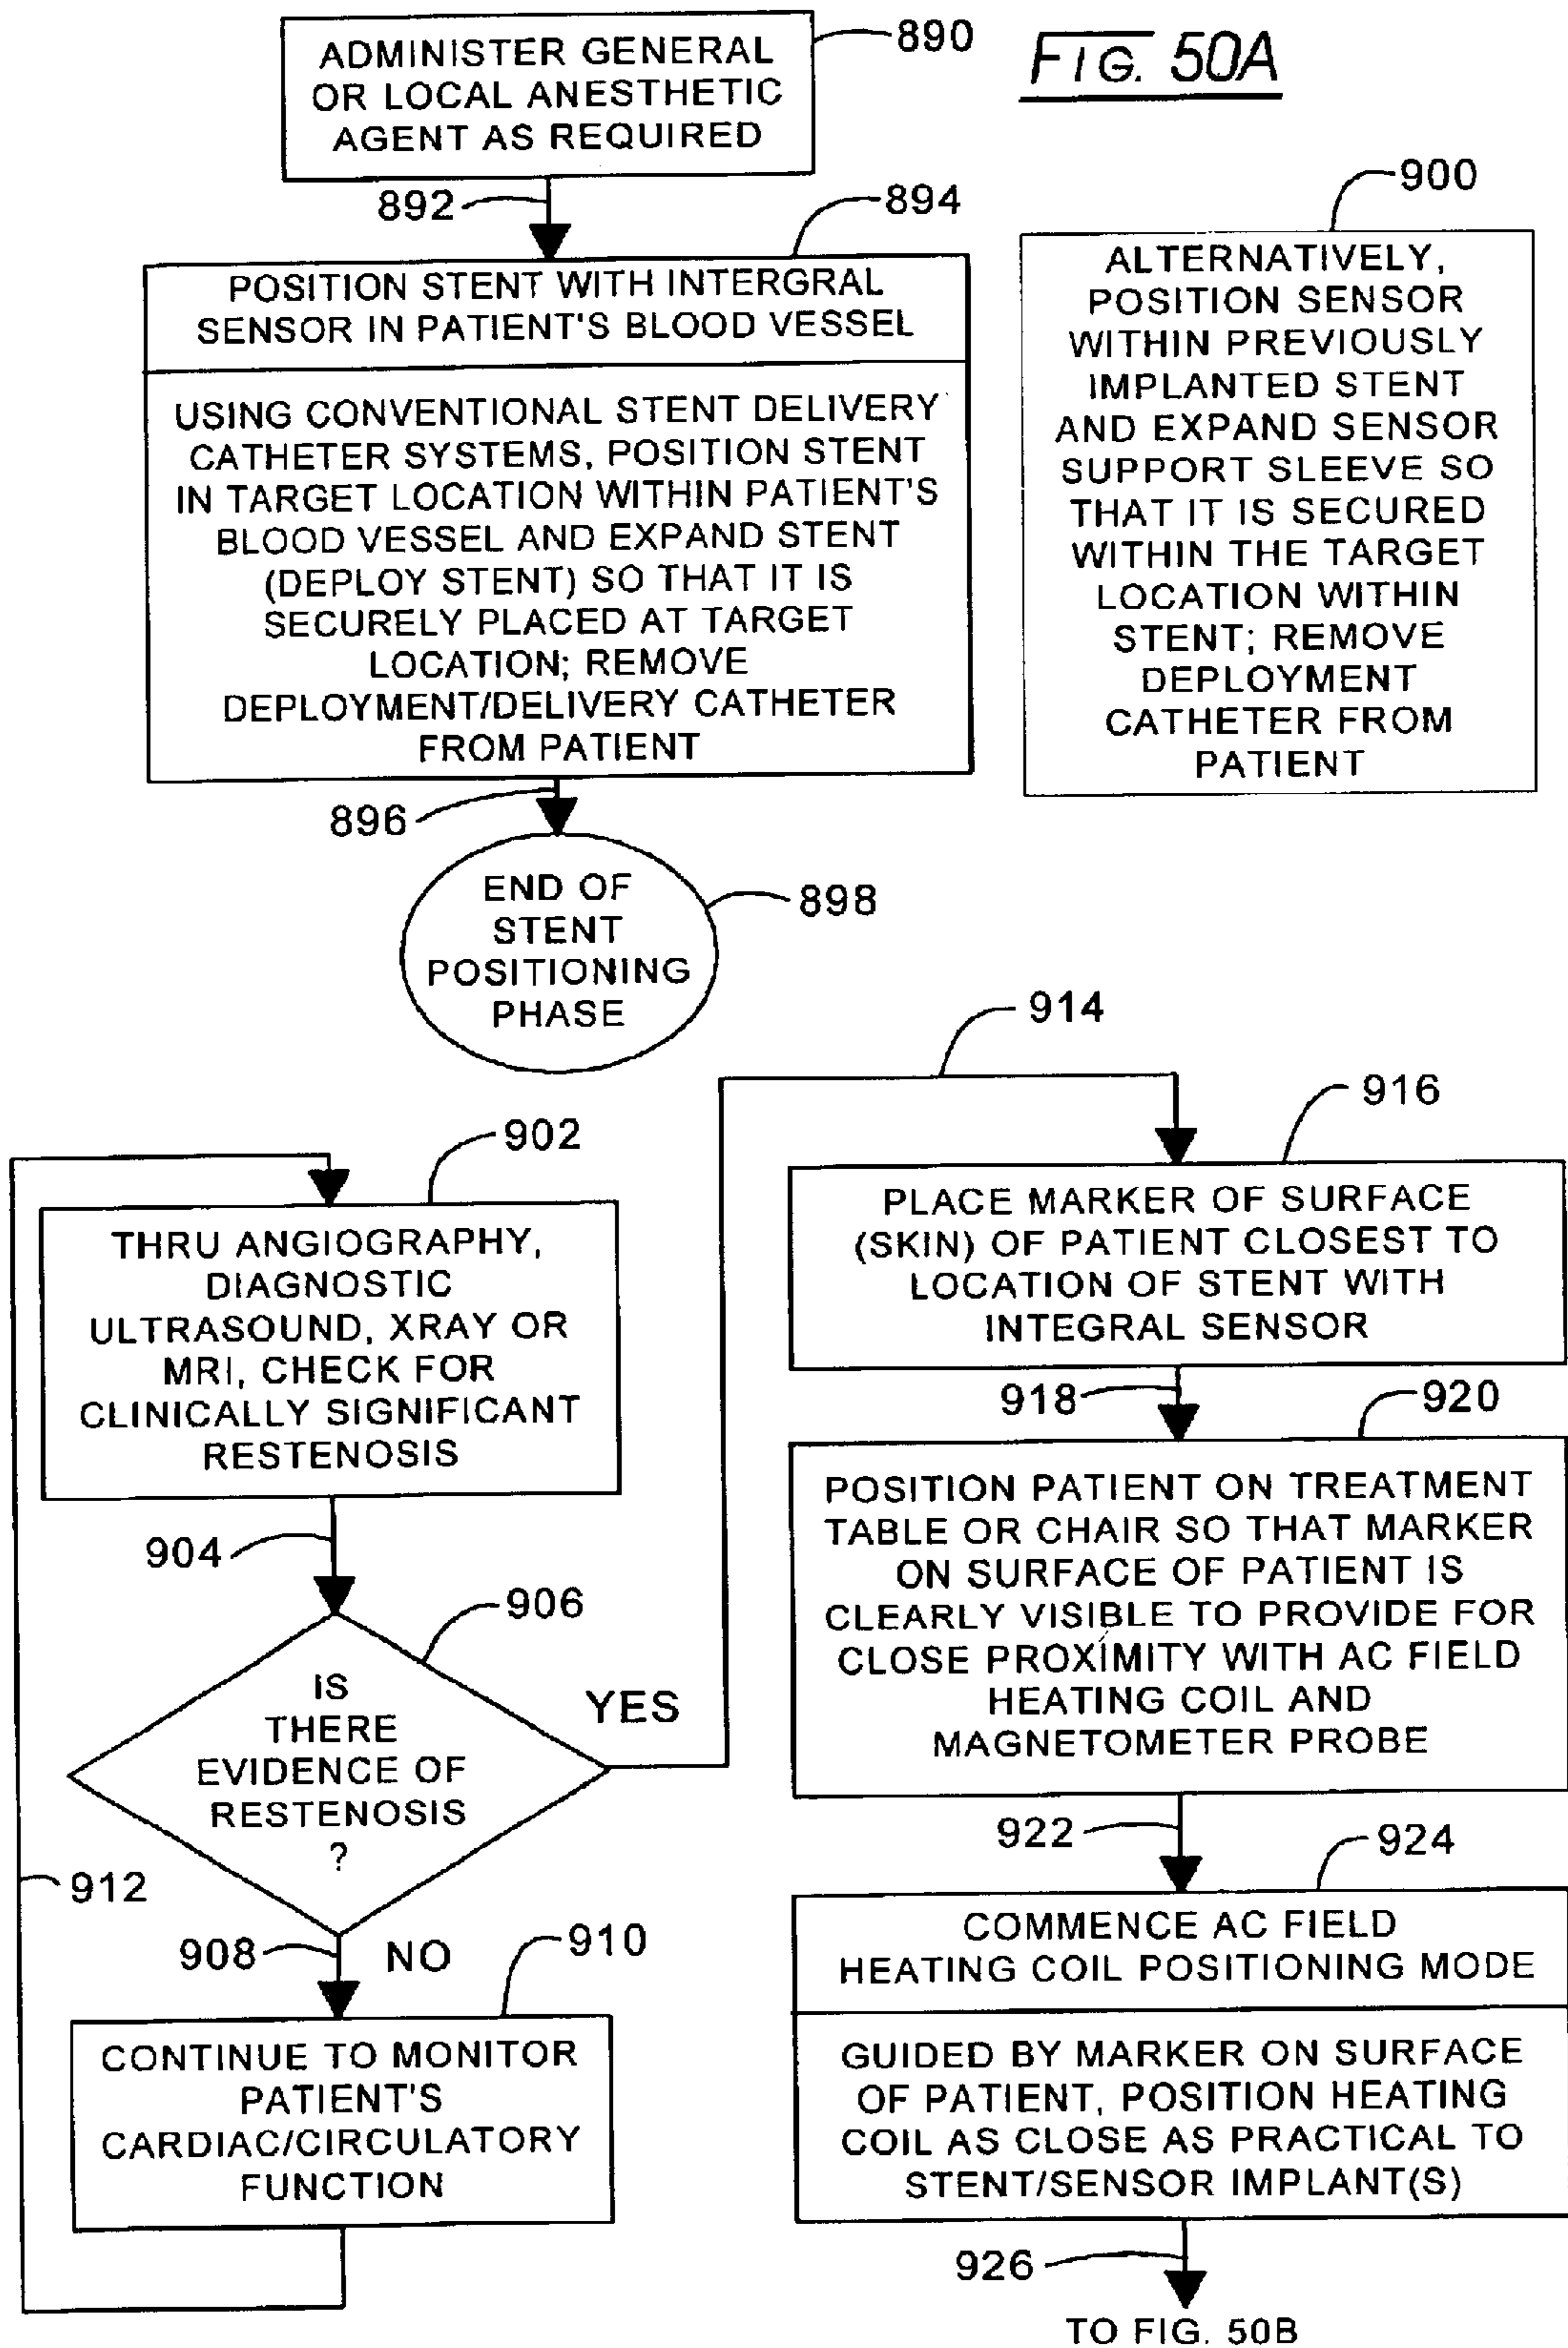 890
FIG. 50A
ADMINISTER GENERAL
OR LOCAL ANESTHETIC
AGENT AS REQUIRED
892
894
POSITION STENT WITH INTERGRAL
SENSOR IN PATIENT'S BLOOD VESSEL
USING CONVENTIONAL STENT DELIVERY
CATHETER SYSTEMS, POSITION STENT
IN TARGET LOCATION WITHIN PATIENT'S
BLOOD VESSEL AND EXPAND STENT
(DEPLOY STENT) SO THAT IT IS
SECURELY PLACED AT TARGET
LOCATION; REMOVE
DEPLOYMENT/DELIVERY CATHETER
FROM PATIENT
896
END OF
STENT
POSITIONING
PHASE
898
900
ALTERNATIVELY,
POSITION SENSOR
WITHIN PREVIOUSLY
IMPLANTED STENT
AND EXPAND SENSOR
SUPPORT SLEEVE SO
THAT IT IS SECURED
WITHIN THE TARGET
LOCATION WITHIN
STENT; REMOVE
DEPLOYMENT
CATHETER FROM
PATIENT
902
THRU ANGIOGRAPHY,
DIAGNOSTIC
ULTRASOUND, XRAY OR
MRI, CHECK FOR
CLINICALLY SIGNIFICANT
RESTENOSIS
904
906
IS
THERE
EVIDENCE OF
RESTENOSIS
?
YES
912
908
NO
910
CONTINUE TO MONITOR
PATIENT'S
CARDIAC/CIRCULATORY
FUNCTION
914
916
PLACE MARKER OF SURFACE
(SKIN) OF PATIENT CLOSEST TO
LOCATION OF STENT WITH
INTEGRAL SENSOR
918
920
POSITION PATIENT ON TREATMENT
TABLE OR CHAIR SO THAT MARKER
ON SURFACE OF PATIENT IS
CLEARLY VISIBLE TO PROVIDE FOR
CLOSE PROXIMITY WITH AC FIELD
HEATING COIL AND
MAGNETOMETER PROBE
922
924
COMMENCE AC FIELD
HEATING COIL POSITIONING MODE
GUIDED BY MARKER ON SURFACE
OF PATIENT, POSITION HEATING
COIL AS CLOSE AS PRACTICAL TO
STENT/SENSOR IMPLANT(S)
926
TO FIG. 50B